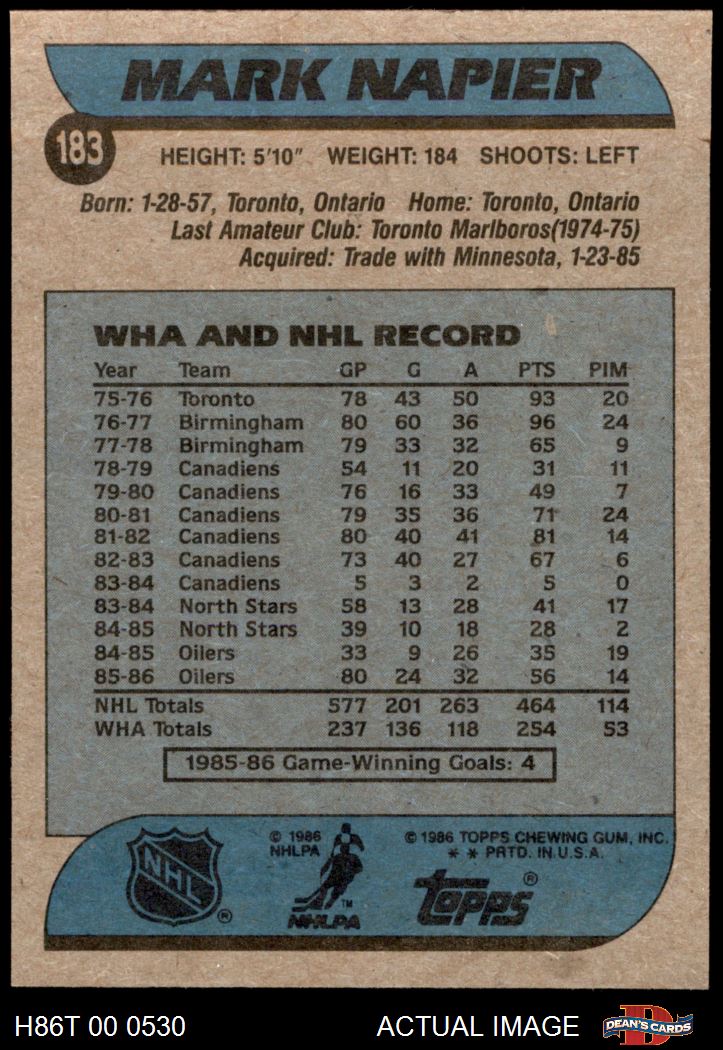 MARK NAPIER
183
HEIGHT: 5'10" WEIGHT: 184 SHOOTS: LEFT
Born: 1-28-57, Toronto, Ontario Home: Toronto, Ontario
Last Amateur Club: Toronto Marlboros(1974-75)
Acquired: Trade with Minnesota, 1-23-85
WHA AND NHL RECORD
Year Team GP G A PTS PIM
75-76 Toronto 78 43 50 93 20
76-77 Birmingham 80 60 36 96 24
77-78 Birmingham 79 33 32 65 9
78-79 Canadiens 54 11 20 31 11
79-80 Canadiens 76 16 33 49 7
80-81 Canadiens 79 35 36 71 24
81-82 Canadiens 80 40 41 81 14
82-83 Canadiens 73 40 27 67 6
83-84 Canadiens 5 3 2 5 0
83-84 North Stars 58 13 28 41 17
84-85 North Stars 39 10 18 28 2
84-85 Oilers 33 9 26 35 19
85-86 Oilers 80 24 32 56 14
NHL Totals 577 201 263 464 114
WHA Totals 237 136 118 254 53
1985-86 Game-Winning Goals: 4
NHL ®
© 1986
NHLPA
TM
NHLPA
© 1986 TOPPS CHEWING GUM, INC.
* * PRTD. IN U.S.A.
Topps ®
H86T 00 0530 ACTUAL IMAGE
D
DEAN'S CARDS